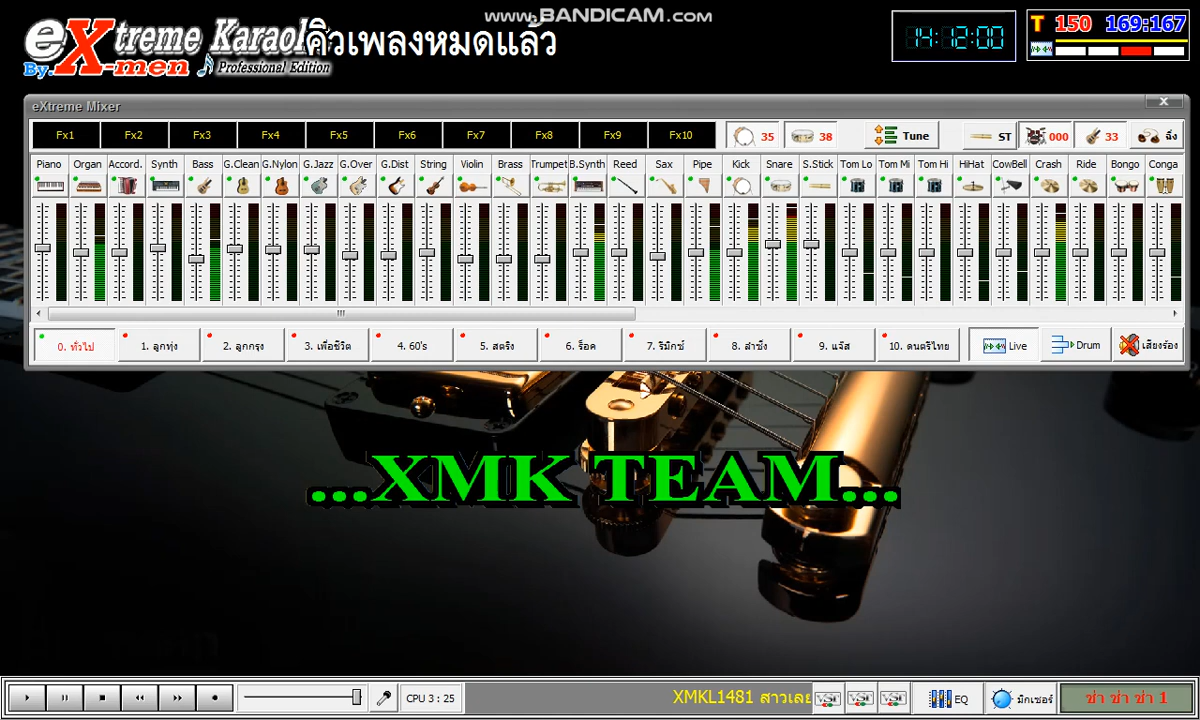 www.BANDICAM.com
eXtreme Karaok
By. X-men Professional Edition
คิวเพลงหมดแล้ว
14:12:00
T 150 169:167
eXtreme Mixer
Fx1 Fx2 Fx3 Fx4 Fx5 Fx6 Fx7 Fx8 Fx9 Fx10 35 38 Tune ST 000 33 ฉิ่ง
Piano Organ Accord. Synth Bass G.Clean G.Nylon G.Jazz G.Over G.Dist String Violin Brass Trumpet B.Synth Reed Sax Pipe Kick Snare S.Stick Tom Lo Tom Mi Tom Hi HiHat CowBell Crash Ride Bongo Conga
0. ทั่วไป 1. ลูกทุ่ง 2. ลูกกรุง 3. เพื่อชีวิต 4. 60's 5. สตริง 6. ร็อค 7. รีมิกซ์ 8. ลำซิ่ง 9. แจ๊ส 10. ดนตรีไทย Live Drum เสียงร้อง
...XMK TEAM...
CPU 3 : 25 XMKL1481 สาวเลย VSTi VSTi VSTi EQ มิกเซอร์ ช่า ช่า ช่า 1